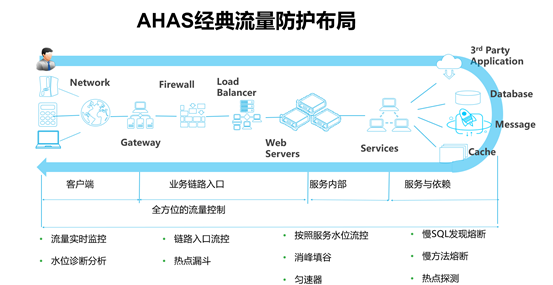 AHAS经典流量防护布局
3rd Party
Application
Network
Firewall
Load
Balancer
Database
Message
Gateway
Web
Servers
Services
Cache
客户端
业务链路入口
服务内部
服务与依赖
全方位的流量控制
流量实时监控
水位诊断分析
链路入口流控
热点漏斗
按照服务水位流控
消峰填谷
匀速器
慢SQL发现熔断
慢方法熔断
热点探测